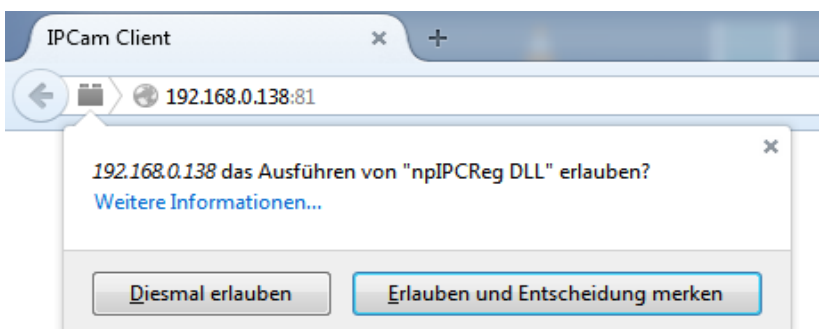 IPCam Client
192.168.0.138:81
192.168.0.138 das Ausführen von "npIPCReg DLL" erlauben?
Weitere Informationen...
Diesmal erlauben
Erlauben und Entscheidung merken